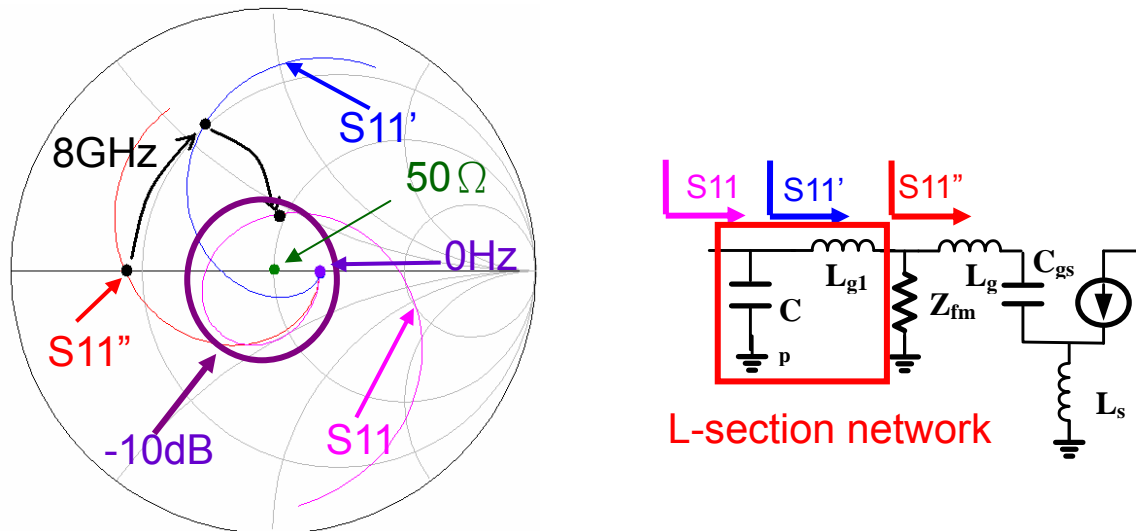 S11’
8GHz
50Ω
0Hz
S11”
-10dB
S11
S11
S11’
S11”
Lg1
Lg
Cgs
C
p
Zfm
Ls
L-section network